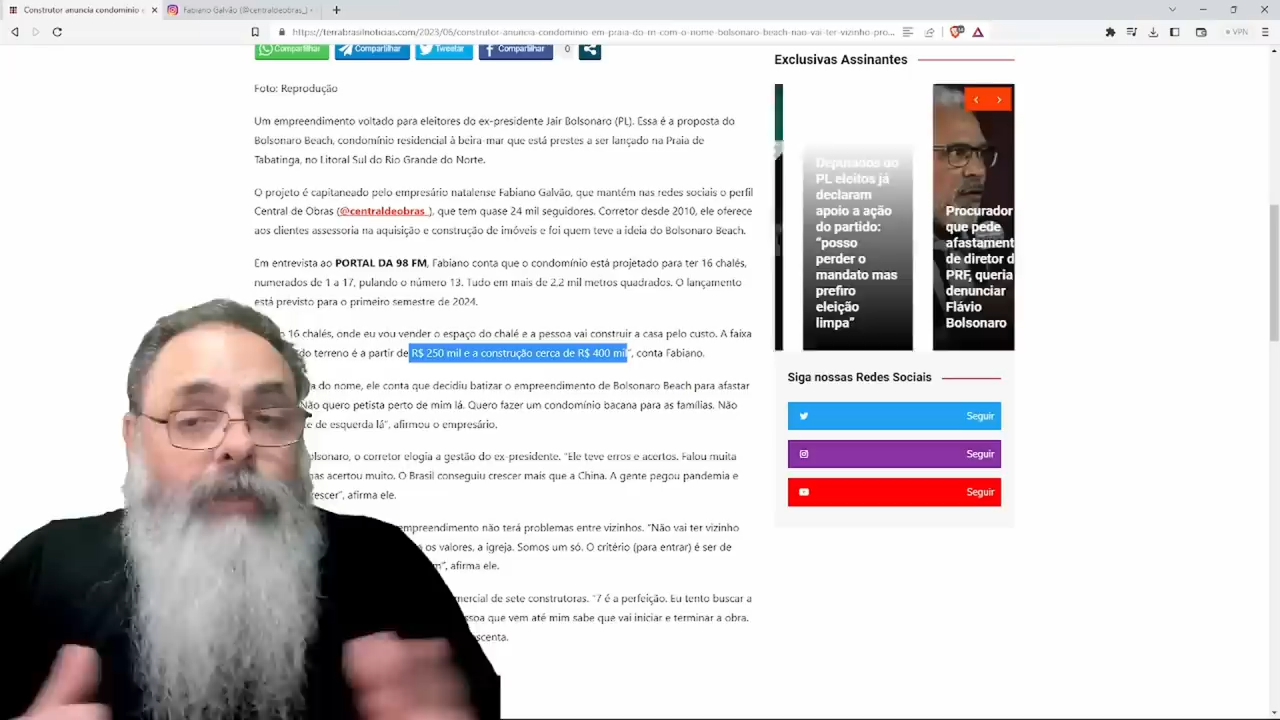 Construtor anuncia condomínio e
Fabiano Galvão (@centraldeobras_) •
https://terrabrasilnoticias.com/2023/06/construtor-anuncia-condominio-em-praia-do-rn-com-o-nome-bolsonaro-beach-nao-vai-ter-vizinho-pro...
VPN
Compartilhar
Compartilhar
Tweetar
Compartilhar
0
Foto: Reprodução
Um empreendimento voltado para eleitores do ex-presidente Jair Bolsonaro (PL). Essa é a proposta do
Bolsonaro Beach, condomínio residencial à beira-mar que está prestes a ser lançado na Praia de
Tabatinga, no Litoral Sul do Rio Grande do Norte.
O projeto é capitaneado pelo empresário natalense Fabiano Galvão, que mantém nas redes sociais o perfil
Central de Obras (@centraldeobras_), que tem quase 24 mil seguidores. Corretor desde 2010, ele oferece
aos clientes assessoria na aquisição e construção de imóveis e foi quem teve a ideia do Bolsonaro Beach.
Em entrevista ao PORTAL DA 98 FM, Fabiano conta que o condomínio está projetado para ter 16 chalés,
numerados de 1 a 17, pulando o número 13. Tudo em mais de 2,2 mil metros quadrados. O lançamento
está previsto para o primeiro semestre de 2024.
16 chalés, onde eu vou vender o espaço do chalé e a pessoa vai construir a casa pelo custo. A faixa
do terreno é a partir de R$ 250 mil e a construção cerca de R$ 400 mil”, conta Fabiano.
do nome, ele conta que decidiu batizar o empreendimento de Bolsonaro Beach para afastar
Não quero petista perto de mim lá. Quero fazer um condomínio bacana para as famílias. Não
de esquerda lá”, afirmou o empresário.
olsonaro, o corretor elogia a gestão do ex-presidente. “Ele teve erros e acertos. Falou muita
mas acertou muito. O Brasil conseguiu crescer mais que a China. A gente pegou pandemia e
rescer”, afirma ele.
empreendimento não terá problemas entre vizinhos. “Não vai ter vizinho
os valores, a igreja. Somos um só. O critério (para entrar) é ser de
afirma ele.
mercial de sete construtoras. “7 é a perfeição. Eu tento buscar a
ssoa que vem até mim sabe que vai iniciar e terminar a obra.
scenta.
Exclusivas Assinantes
Deputados do
PL eleitos já
declaram
apoio a ação
do partido:
“posso
perder o
mandato mas
prefiro
eleição
limpa”
Procurador
que pede
afastament
de diretor d
PRF, queria
denunciar
Flávio
Bolsonaro
Siga nossas Redes Sociais
Seguir
Seguir
Seguir